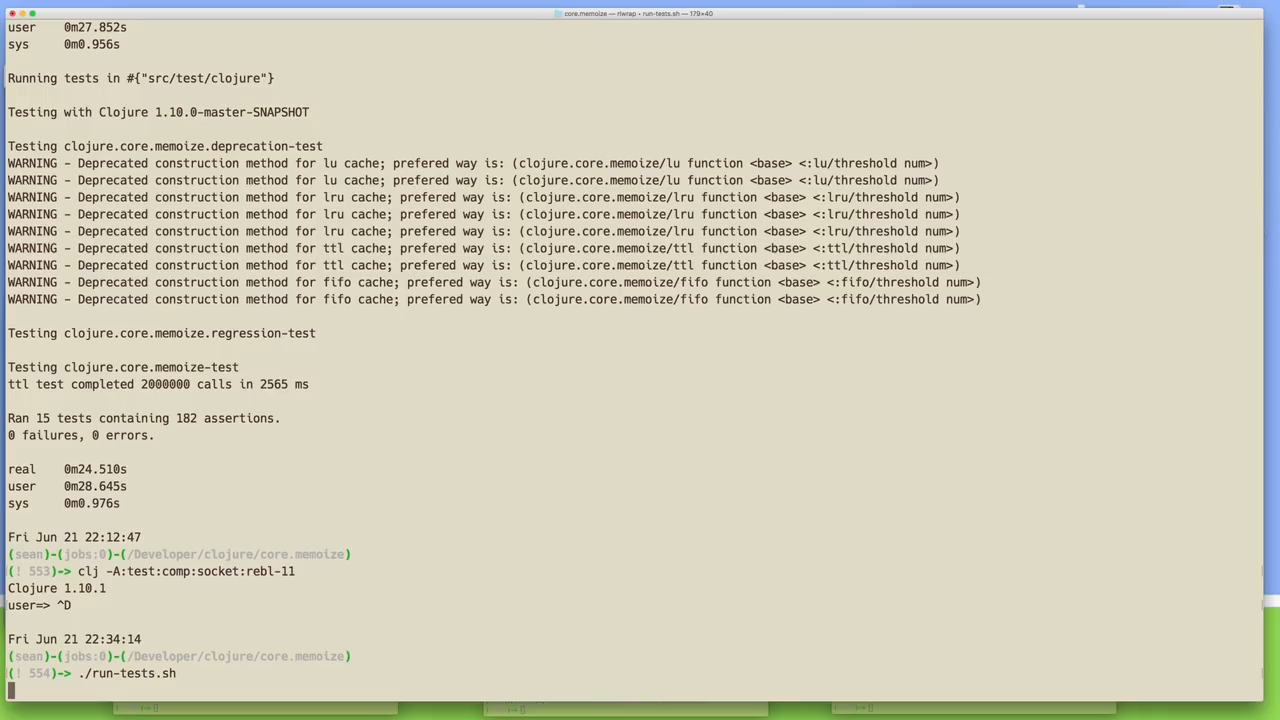 core.memoize — rlwrap • run-tests.sh — 179×40
user    0m27.852s
sys     0m0.956s
Running tests in #{"src/test/clojure"}
Testing with Clojure 1.10.0-master-SNAPSHOT
Testing clojure.core.memoize.deprecation-test
WARNING - Deprecated construction method for lu cache; prefered way is: (clojure.core.memoize/lu function <base> <:lu/threshold num>)
WARNING - Deprecated construction method for lu cache; prefered way is: (clojure.core.memoize/lu function <base> <:lu/threshold num>)
WARNING - Deprecated construction method for lru cache; prefered way is: (clojure.core.memoize/lru function <base> <:lru/threshold num>)
WARNING - Deprecated construction method for lru cache; prefered way is: (clojure.core.memoize/lru function <base> <:lru/threshold num>)
WARNING - Deprecated construction method for lru cache; prefered way is: (clojure.core.memoize/lru function <base> <:lru/threshold num>)
WARNING - Deprecated construction method for ttl cache; prefered way is: (clojure.core.memoize/ttl function <base> <:ttl/threshold num>)
WARNING - Deprecated construction method for ttl cache; prefered way is: (clojure.core.memoize/ttl function <base> <:ttl/threshold num>)
WARNING - Deprecated construction method for fifo cache; prefered way is: (clojure.core.memoize/fifo function <base> <:fifo/threshold num>)
WARNING - Deprecated construction method for fifo cache; prefered way is: (clojure.core.memoize/fifo function <base> <:fifo/threshold num>)
Testing clojure.core.memoize.regression-test
Testing clojure.core.memoize-test
ttl test completed 2000000 calls in 2565 ms
Ran 15 tests containing 182 assertions.
0 failures, 0 errors.
real    0m24.510s
user    0m28.645s
sys     0m0.976s
Fri Jun 21 22:12:47
(sean)-(jobs:0)-(/Developer/clojure/core.memoize)
(! 553)-> clj -A:test:comp:socket:rebl-11
Clojure 1.10.1
user=> ^D
Fri Jun 21 22:34:14
(sean)-(jobs:0)-(/Developer/clojure/core.memoize)
(! 554)-> ./run-tests.sh